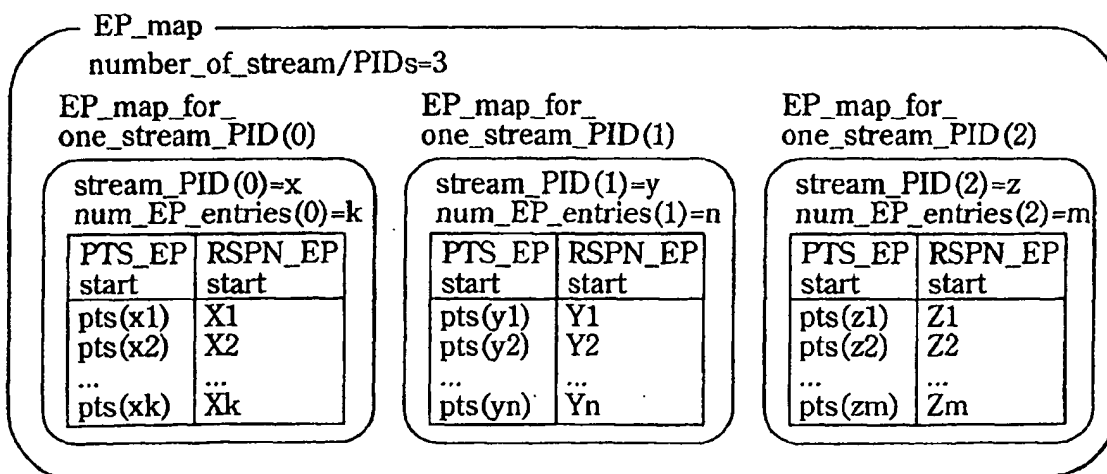 EP_map
number_of_stream/PIDs=3
EP_map_for_
one_stream_PID(0)
stream_PID(0)=x
num_EP_entries(0)=k
PTS_EP RSPN_EP
start start
pts(x1) X1
pts(x2) X2
... ...
pts(xk) Xk
EP_map_for_
one_stream_PID(1)
stream_PID(1)=y
num_EP_entries(1)=n
PTS_EP RSPN_EP
start start
pts(y1) Y1
pts(y2) Y2
... ...
pts(yn) Yn
EP_map_for_
one_stream_PID(2)
stream_PID(2)=z
num_EP_entries(2)=m
PTS_EP RSPN_EP
start start
pts(z1) Z1
pts(z2) Z2
... ...
pts(zm) Zm